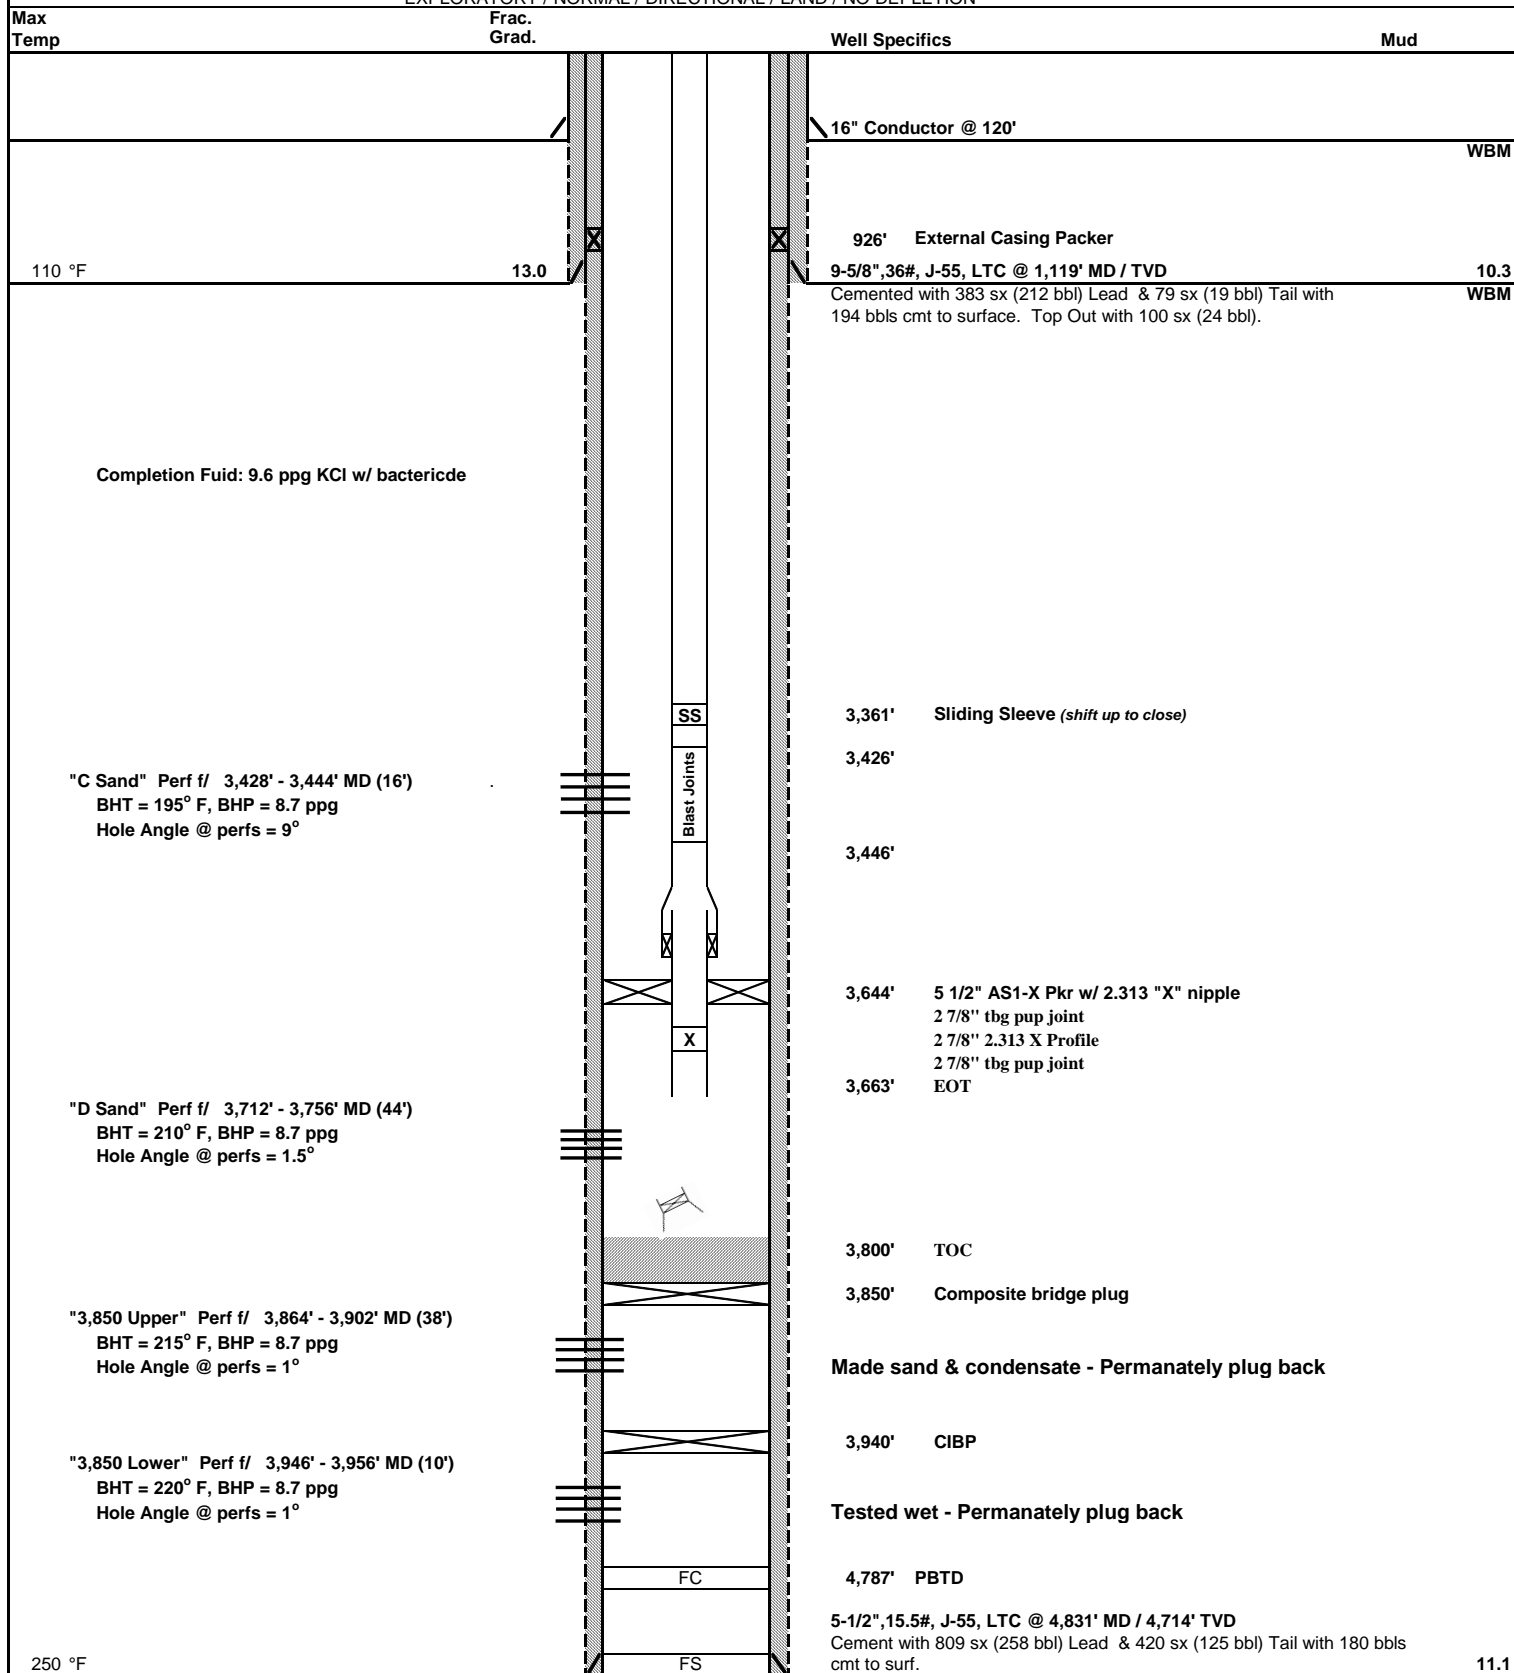 EXPLORATORY / NORMAL / DIRECTIONAL / LAND / NO DEPLETION
Max Temp Frac. Grad. Well Specifics Mud
16" Conductor @ 120'
WBM
926' External Casing Packer
110 °F 13.0 9-5/8",36#, J-55, LTC @ 1,119' MD / TVD 10.3
Cemented with 383 sx (212 bbl) Lead & 79 sx (19 bbl) Tail with WBM
194 bbls cmt to surface. Top Out with 100 sx (24 bbl).
Completion Fuid: 9.6 ppg KCl w/ bactericde
SS 3,361' Sliding Sleeve (shift up to close)
3,426'
Blast Joints
"C Sand" Perf f/ 3,428' - 3,444' MD (16') .
BHT = 195° F, BHP = 8.7 ppg
Hole Angle @ perfs = 9°
3,446'
3,644' 5 1/2" AS1-X Pkr w/ 2.313 "X" nipple
2 7/8" tbg pup joint
X 2 7/8" 2.313 X Profile
2 7/8" tbg pup joint
3,663' EOT
"D Sand" Perf f/ 3,712' - 3,756' MD (44')
BHT = 210° F, BHP = 8.7 ppg
Hole Angle @ perfs = 1.5°
3,800' TOC
3,850' Composite bridge plug
"3,850 Upper" Perf f/ 3,864' - 3,902' MD (38')
BHT = 215° F, BHP = 8.7 ppg
Hole Angle @ perfs = 1° Made sand & condensate - Permanately plug back
3,940' CIBP
"3,850 Lower" Perf f/ 3,946' - 3,956' MD (10')
BHT = 220° F, BHP = 8.7 ppg
Hole Angle @ perfs = 1° Tested wet - Permanately plug back
FC 4,787' PBTD
5-1/2",15.5#, J-55, LTC @ 4,831' MD / 4,714' TVD
Cement with 809 sx (258 bbl) Lead & 420 sx (125 bbl) Tail with 180 bbls
250 °F FS cmt to surf. 11.1